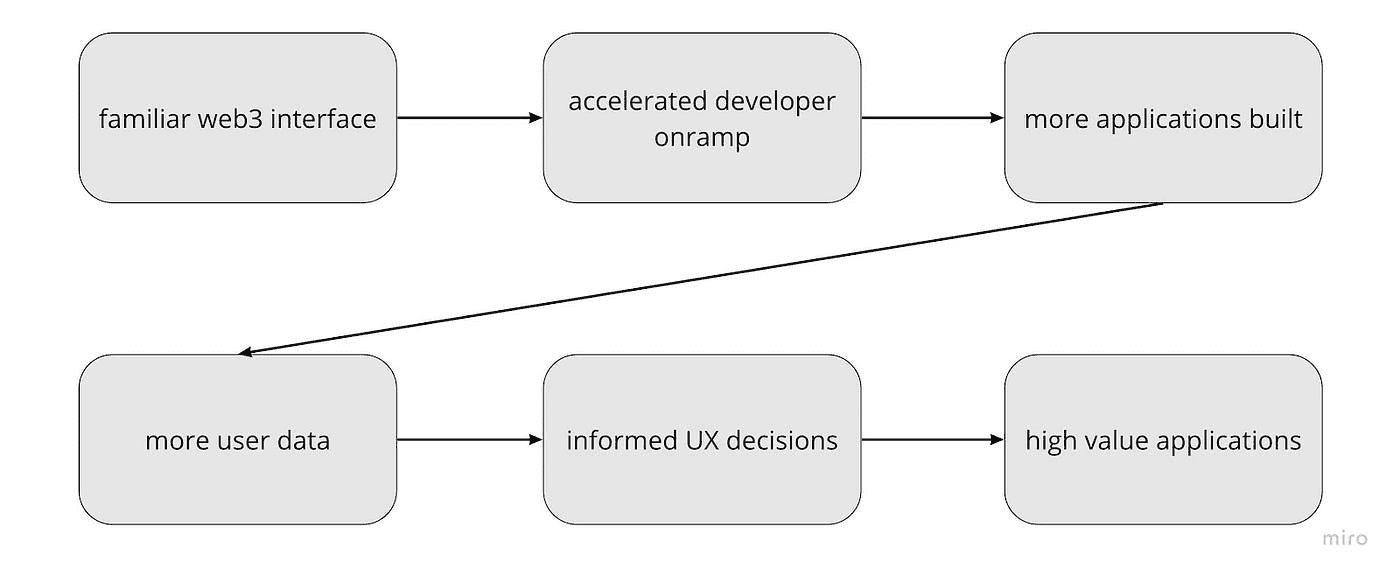 familiar web3 interface
accelerated developer
onramp
more applications built
more user data
informed UX decisions
high value applications
miro